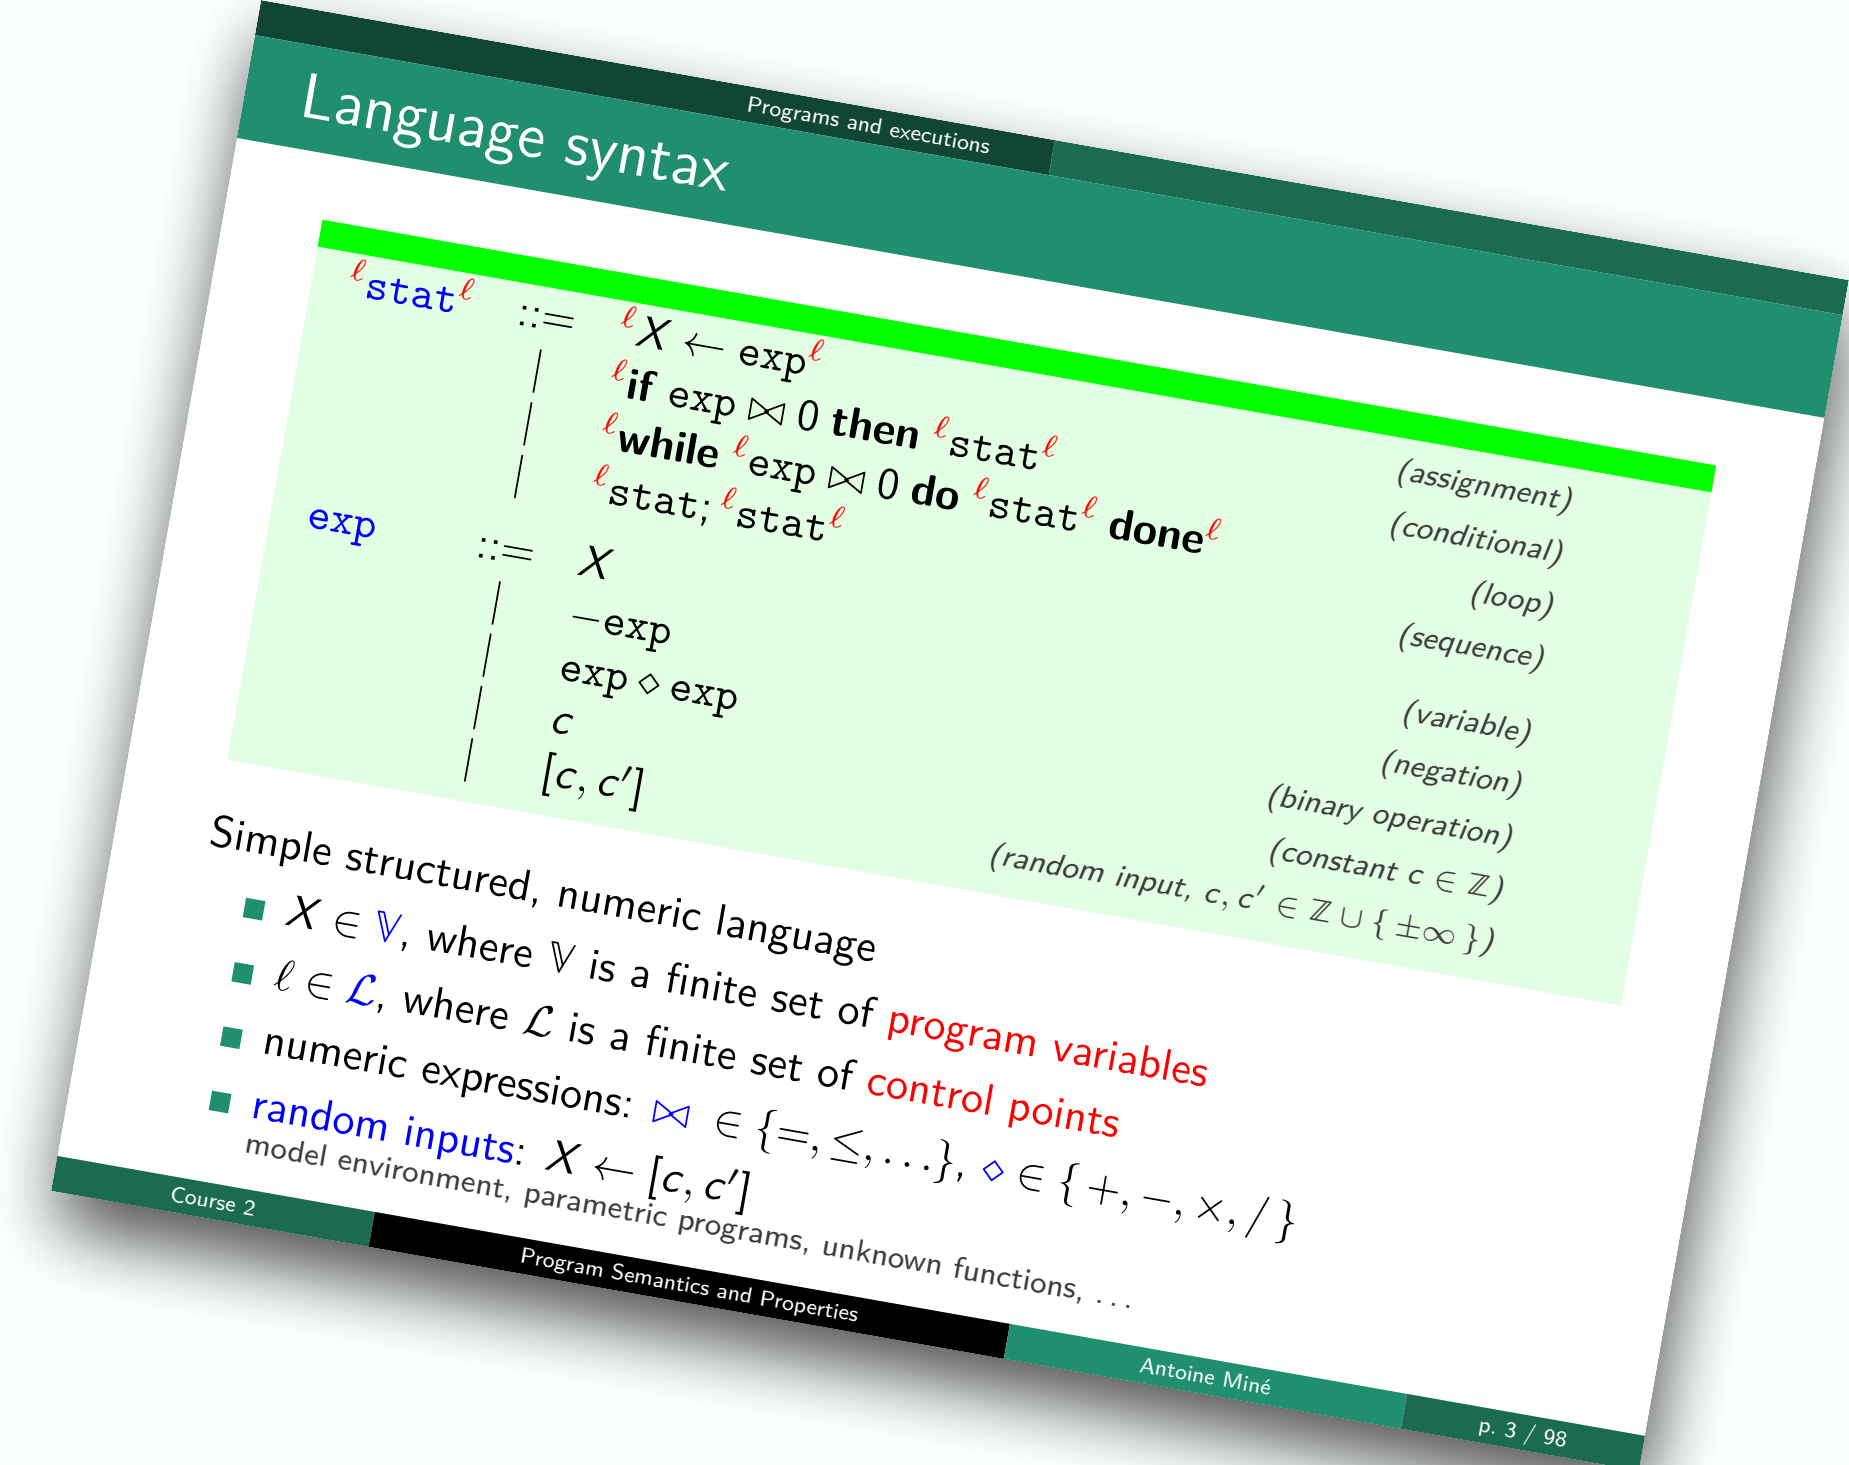 Programs and executions
Language syntax
ℓstatℓ ::= ℓX ← expℓ (assignment)
| ℓif exp ⋈ 0 then ℓstatℓ (conditional)
| ℓwhile ℓexp ⋈ 0 do ℓstatℓ doneℓ (loop)
| ℓstat; ℓstatℓ (sequence)
exp ::= X (variable)
| −exp (negation)
| exp ⋄ exp (binary operation)
| c (constant c ∈ ℤ)
| [c, c′] (random input, c, c′ ∈ ℤ ∪ { ±∞ })
Simple structured, numeric language
X ∈ 𝕍, where 𝕍 is a finite set of program variables
ℓ ∈ ℒ, where ℒ is a finite set of control points
numeric expressions: ⋈ ∈ {=, ≤, . . .}, ⋄ ∈ { +, −, ×, / }
random inputs: X ← [c, c′]
model environment, parametric programs, unknown functions, . . .
Course 2 Program Semantics and Properties Antoine Miné p. 3 / 98